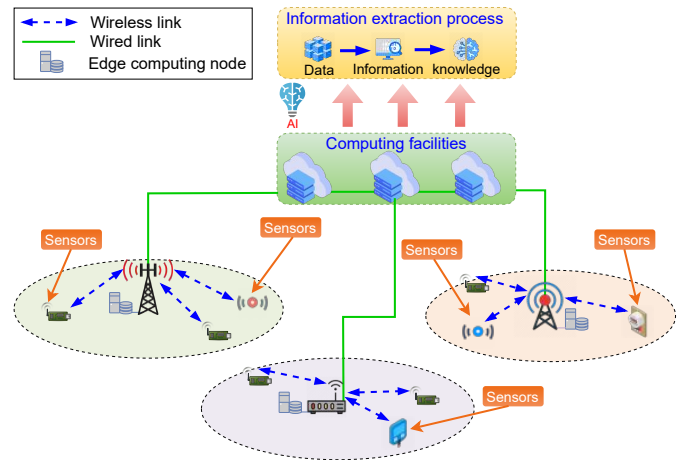 Wireless link
Wired link
Edge computing node
Information extraction process
Data
Information
knowledge
AI
Computing facilities
Sensors
Sensors
Sensors
Sensors
Sensors